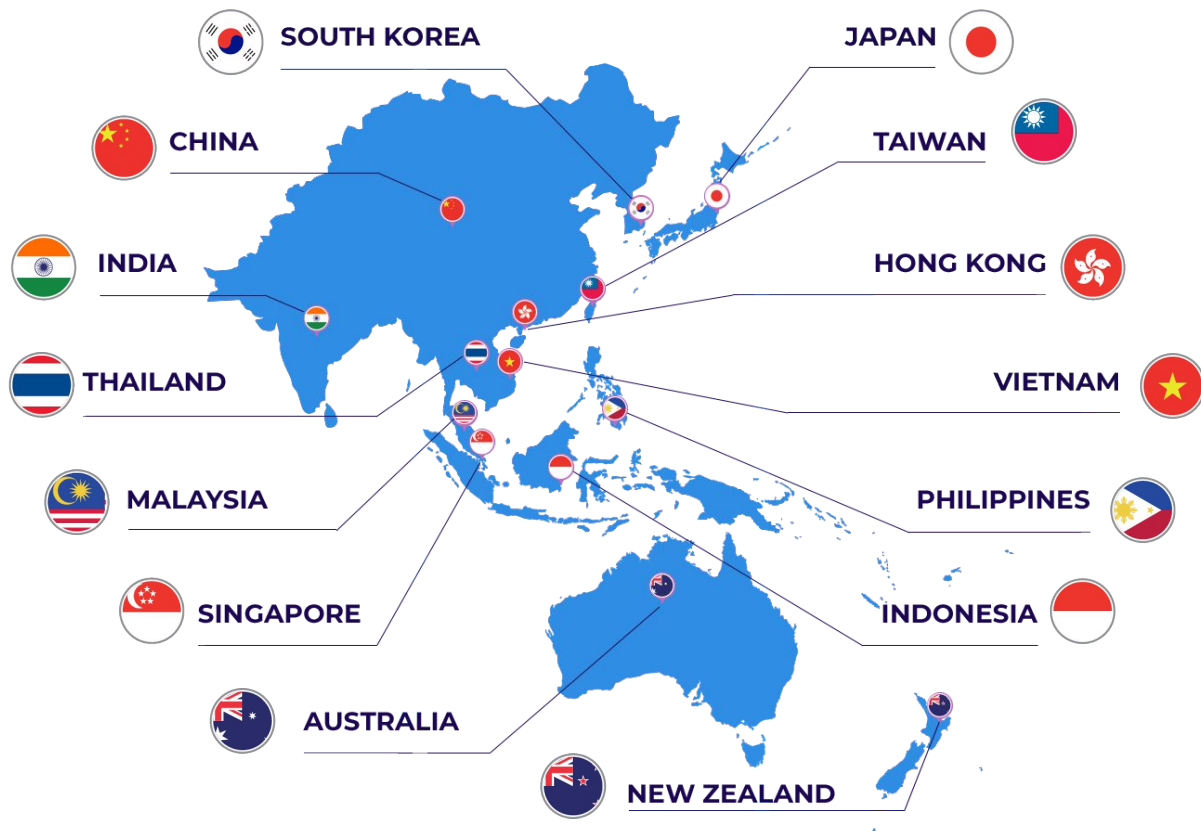 SOUTH KOREA
JAPAN
CHINA
TAIWAN
INDIA
HONG KONG
THAILAND
VIETNAM
MALAYSIA
PHILIPPINES
SINGAPORE
INDONESIA
AUSTRALIA
NEW ZEALAND